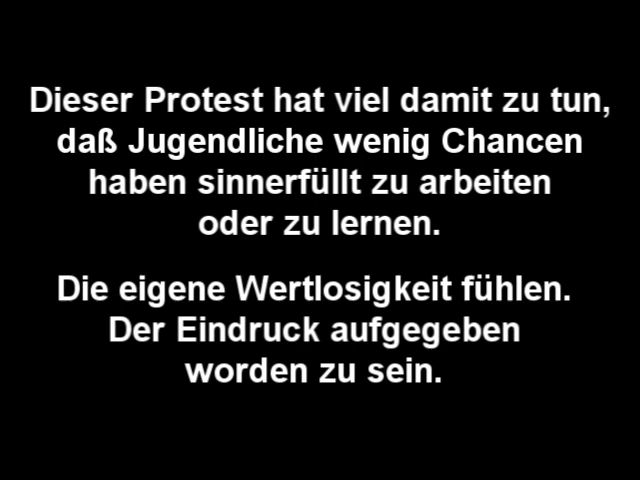 Dieser Protest hat viel damit zu tun,
daß Jugendliche wenig Chancen
haben sinnerfüllt zu arbeiten
oder zu lernen.
Die eigene Wertlosigkeit fühlen.
Der Eindruck aufgegeben
worden zu sein.